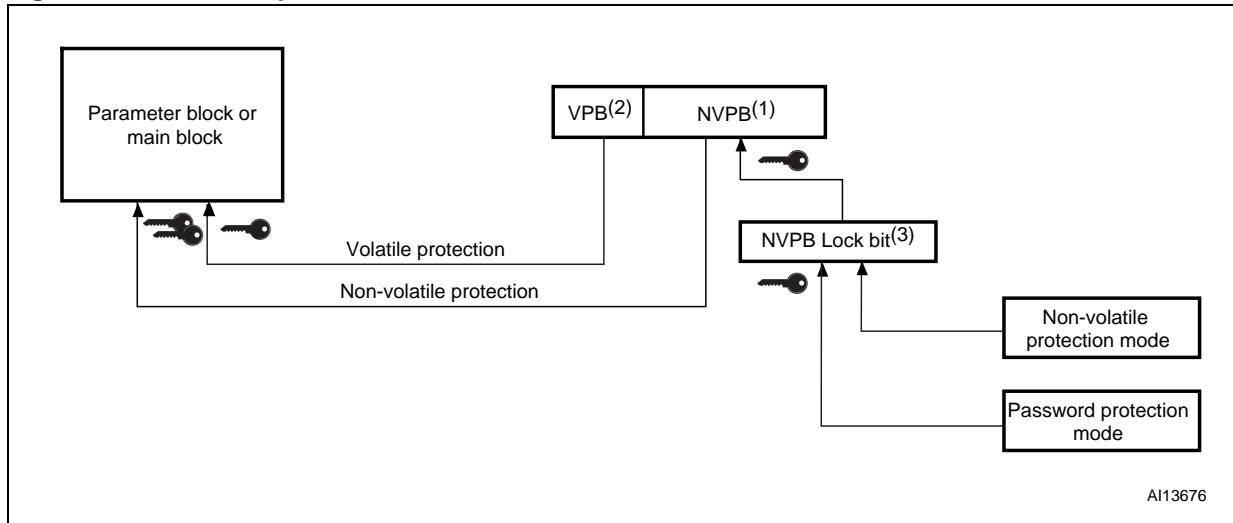 Parameter block or
main block
VPB(2)
NVPB(1)
NVPB Lock bit(3)
Volatile protection
Non-volatile protection
Non-volatile
protection mode
Password protection
mode
AI13676